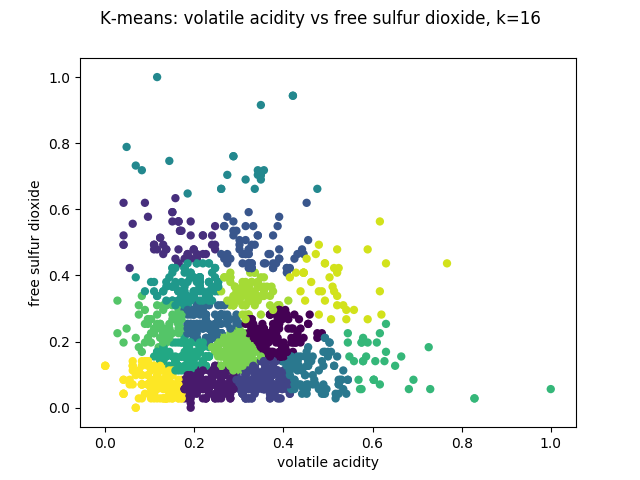 K-means: volatile acidity vs free sulfur dioxide, k=16
1.0
0.8
0.6
0.4
0.2
0.0
free sulfur dioxide
0.0 0.2 0.4 0.6 0.8 1.0
volatile acidity